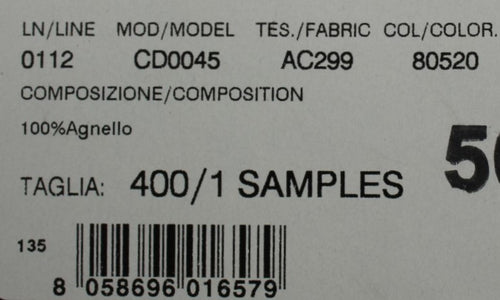 LN/LINE MOD/MODEL TES./FABRIC COL/COLOR.
0112 CD0045 AC299 80520
COMPOSIZIONE/COMPOSITION
100%Agnello
TAGLIA: 400/1 SAMPLES
135
8 058696 016579